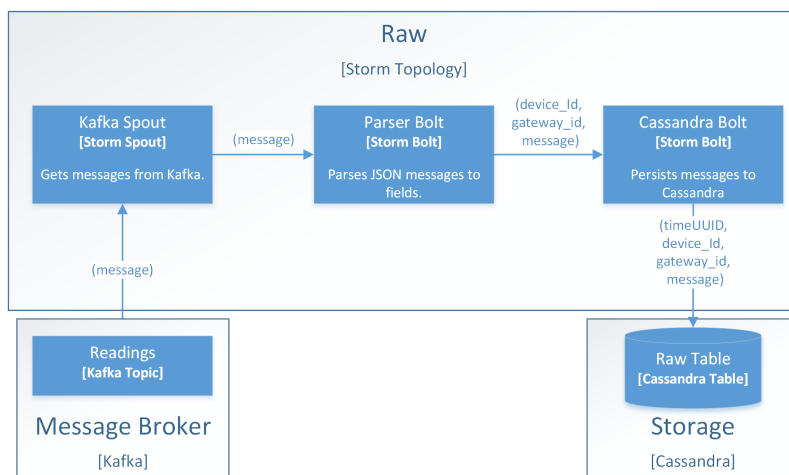 Raw
[Storm Topology]
Kafka Spout
[Storm Spout]
Gets messages from Kafka.
(message)
Parser Bolt
[Storm Bolt]
Parses JSON messages to
fields.
(device_Id,
gateway_id,
message)
Cassandra Bolt
[Storm Bolt]
Persists messages to
Cassandra
(message)
(timeUUID,
device_Id,
gateway_id,
message)
Readings
[Kafka Topic]
Message Broker
[Kafka]
Raw Table
[Cassandra Table]
Storage
[Cassandra]